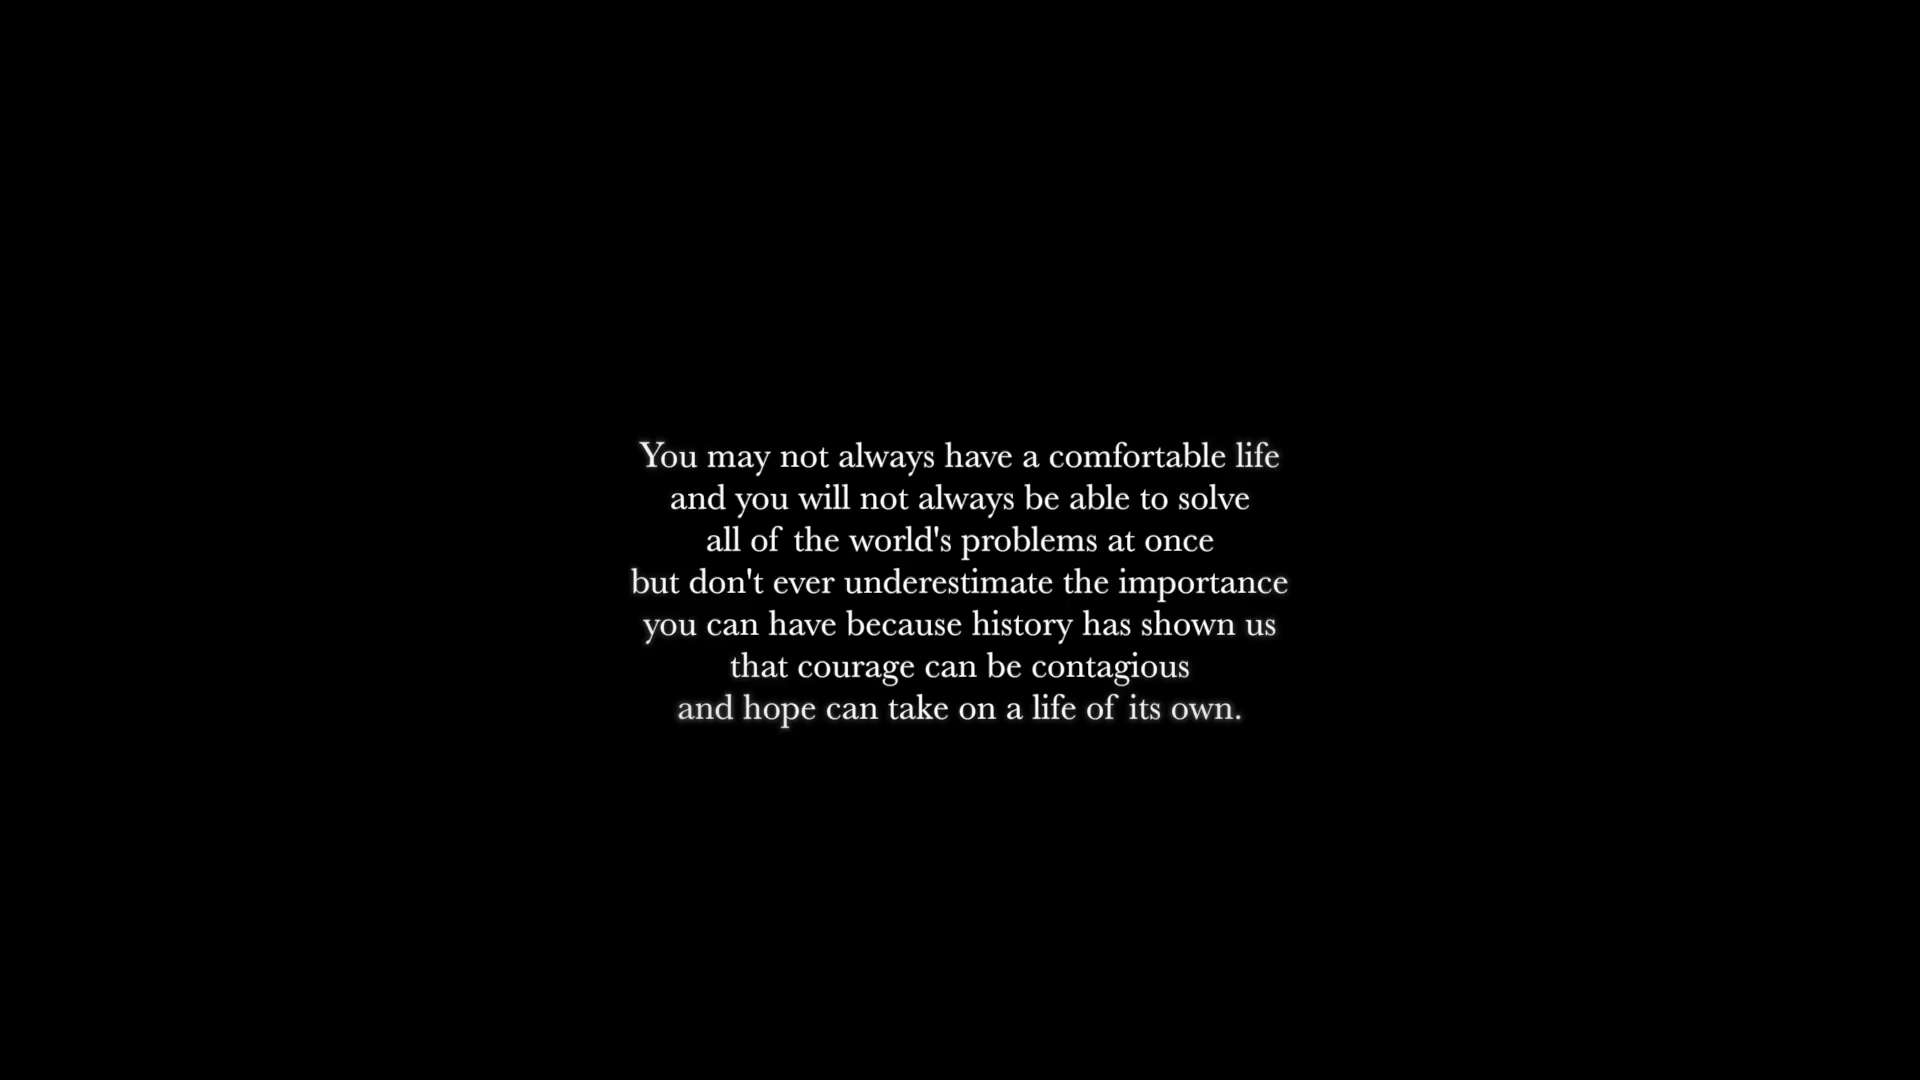 You may not always have a comfortable life
and you will not always be able to solve
all of the world's problems at once
but don't ever underestimate the importance
you can have because history has shown us
that courage can be contagious
and hope can take on a life of its own.